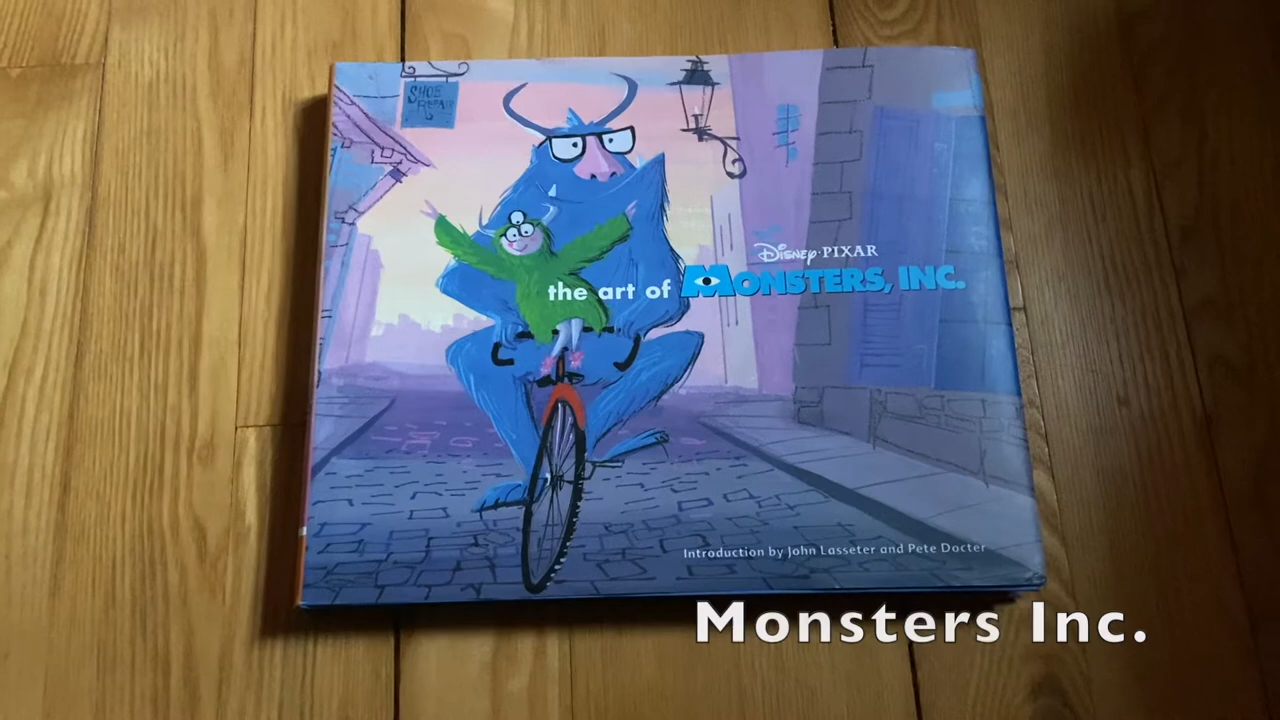 SHOE
REPAIR
DISNEY·PIXAR
the art of MONSTERS, INC.
Introduction by John Lasseter and Pete Docter
Monsters Inc.